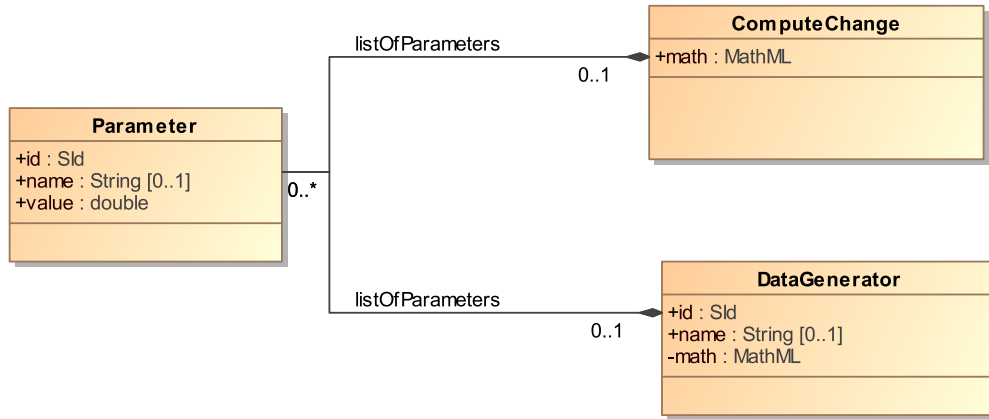 ComputeChange
+math : MathML
listOfParameters
0..1
Parameter
+id : SId
+name : String [0..1]
+value : double
0..*
DataGenerator
+id : SId
+name : String [0..1]
-math : MathML
listOfParameters
0..1